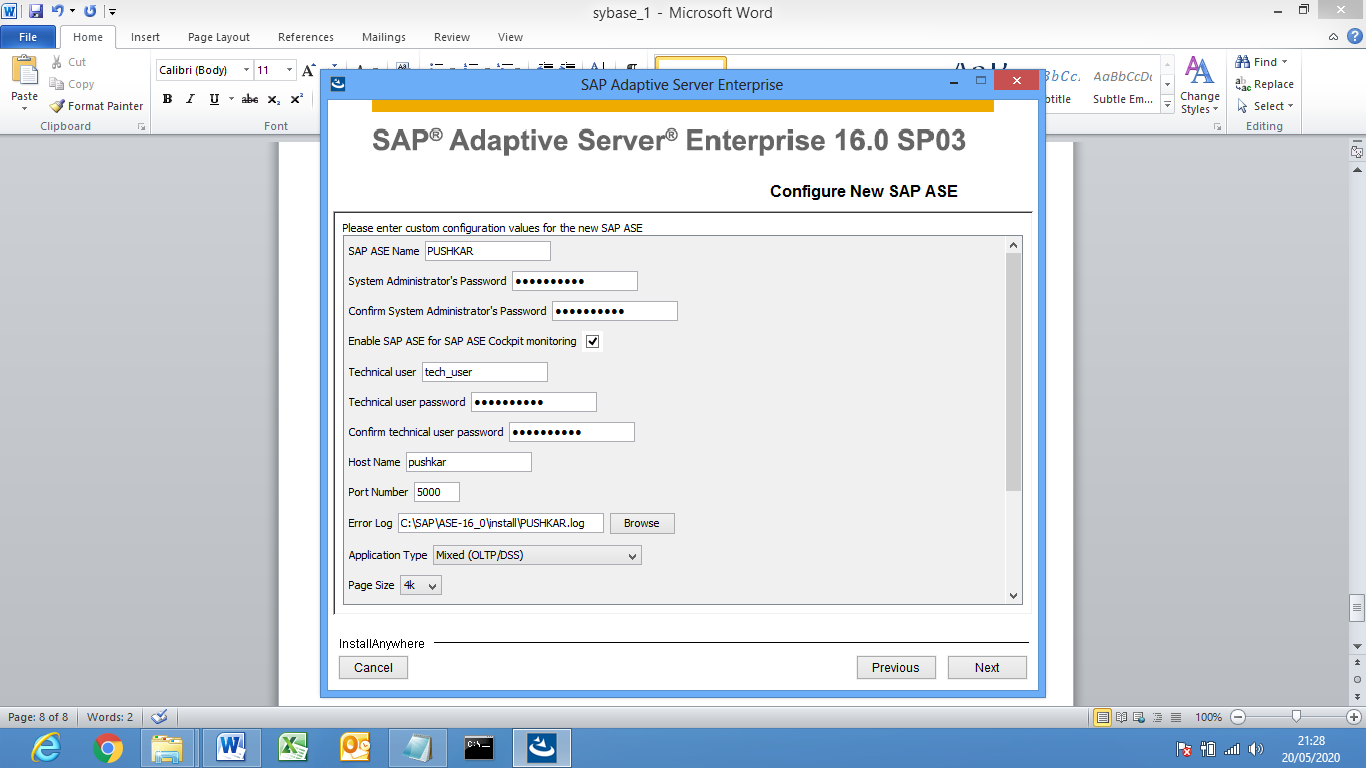 sybase_1 - Microsoft Word
File Home Insert Page Layout References Mailings Review View
Paste
Cut
Copy
Format Painter
Clipboard
Calibri (Body) 11
B I U abc x₂ x²
Font
AaBbCcDc
Subtle Em...
Change
Styles
Find
Replace
Select
Editing
SAP Adaptive Server Enterprise
SAP® Adaptive Server® Enterprise 16.0 SP03
Configure New SAP ASE
Please enter custom configuration values for the new SAP ASE
SAP ASE Name PUSHKAR
System Administrator's Password ●●●●●●●●●●
Confirm System Administrator's Password ●●●●●●●●●●
Enable SAP ASE for SAP ASE Cockpit monitoring
Technical user tech_user
Technical user password ●●●●●●●●●●
Confirm technical user password ●●●●●●●●●●
Host Name pushkar
Port Number 5000
Error Log C:\SAP\ASE-16_0\install\PUSHKAR.log Browse
Application Type Mixed (OLTP/DSS)
Page Size 4k
InstallAnywhere
Cancel Previous Next
Page: 8 of 8 Words: 2 100%
21:28
20/05/2020